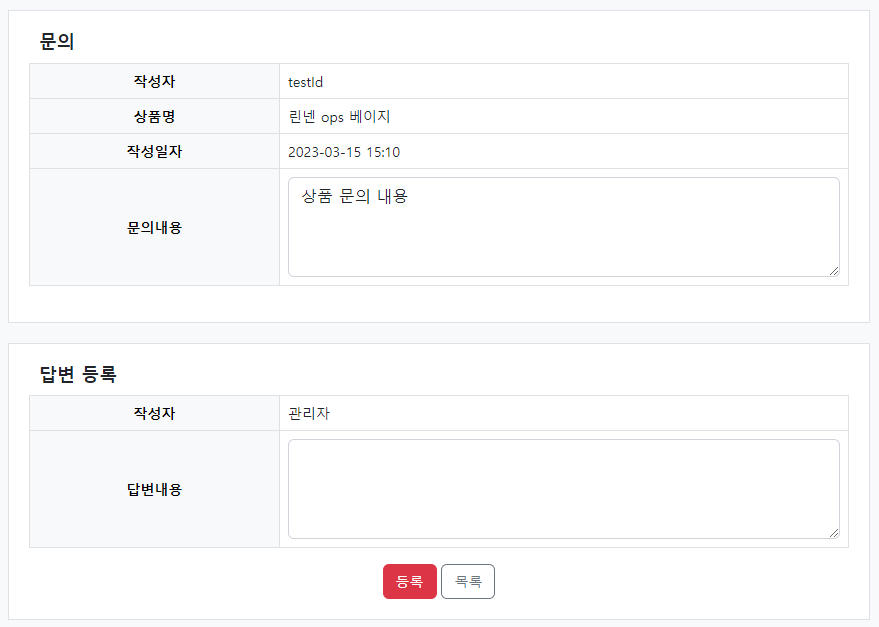 문의
작성자 testId
상품명 린넨 ops 베이지
작성일자 2023-03-15 15:10
문의내용 상품 문의 내용
답변 등록
작성자 관리자
답변내용
등록 목록